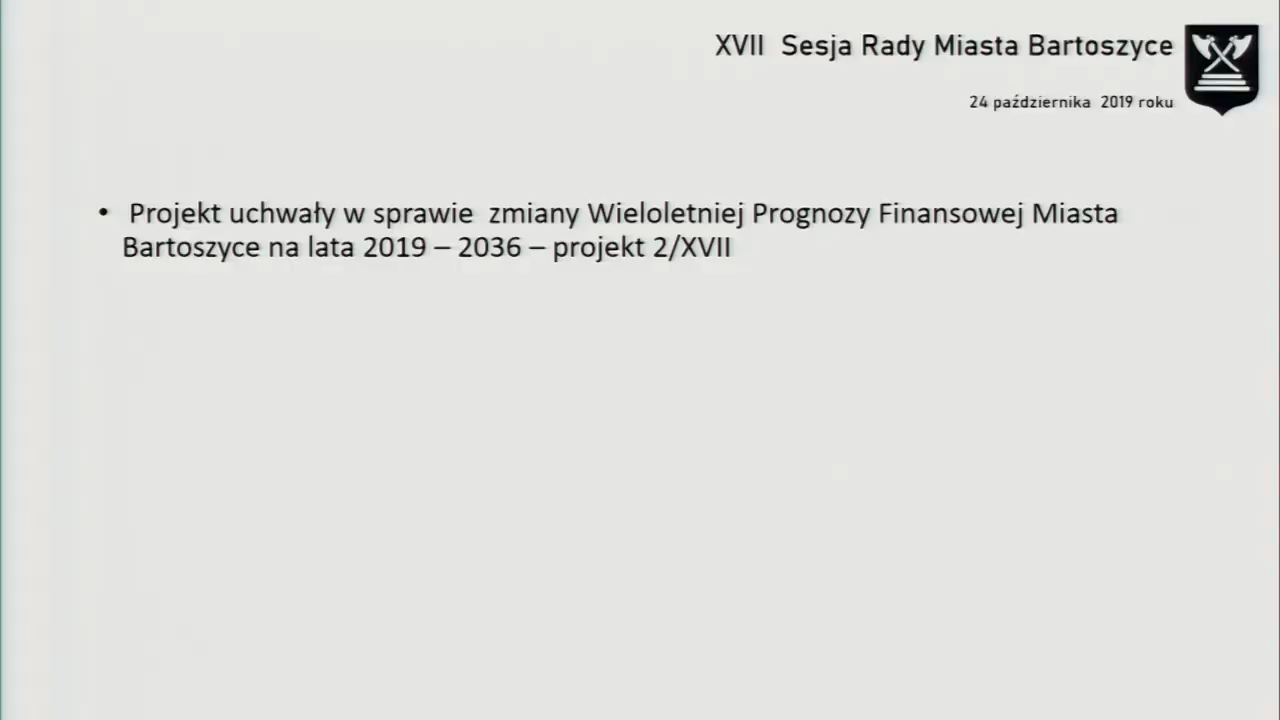 XVII Sesja Rady Miasta Bartoszyce
24 października 2019 roku
• Projekt uchwały w sprawie zmiany Wieloletniej Prognozy Finansowej Miasta
Bartoszyce na lata 2019 – 2036 – projekt 2/XVII